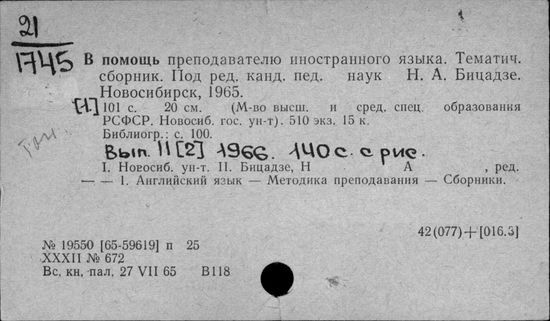 21
1745
В помощь преподавателю иностранного языка. Тематич.
сборник. Под ред. канд. пед. наук Н. А. Бицадзе.
Новосибирск, 1965.
[1.] 101 с. 20 см. (М-во высш. и сред. спец. образования
РСФСР. Новосиб. гос. ун-т). 510 экз. 15 к.
Библиогр.: с. 100.
Вып. II [2] 1966. 140 с. с рис.
I. Новосиб. ун-т. II. Бицадзе, Н А , ред.
— — 1. Английский язык — Методика преподавания — Сборники.
42(077)+[016.3]
№ 19550 [65-59619] п 25
XXXII № 672
Вс. кн. пал. 27 VII 65 В118